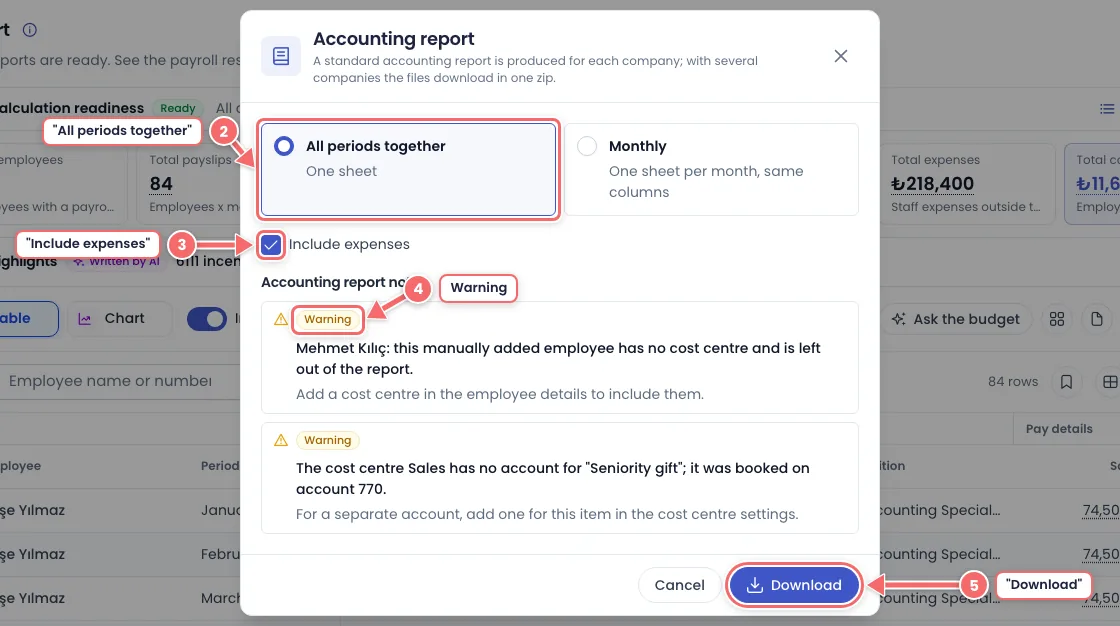 rt
Accounting report
A standard accounting report is produced for each company; with several
companies the files download in one zip.
ports are ready. See the payroll res
alculation readiness
Ready
All
"All periods together"
2
All periods together
One sheet
Monthly
One sheet per month, same
columns
employees
Total payslips
84
Employees x m
yees with a payro...
Total expenses
₺218,400
Staff expenses outside t...
Total co
₺11,6
Employ
"Include expenses"
3
Include expenses
ighlights
Written by AI
6111 incen
Accounting report no
4
Warning
able
Chart
Ask the budget
Warning
Mehmet Kılıç: this manually added employee has no cost centre and is left
out of the report.
Add a cost centre in the employee details to include them.
Employee name or number
84 rows
Warning
The cost centre Sales has no account for "Seniority gift"; it was booked on
account 770.
For a separate account, add one for this item in the cost centre settings.
Pay details
ployee
Period
ition
şe Yılmaz
Janua
counting Special...
74,50
şe Yılmaz
Febru
counting Special...
74,50
şe Yılmaz
March
counting Special...
74,50
Cancel
Download
5
"Download"